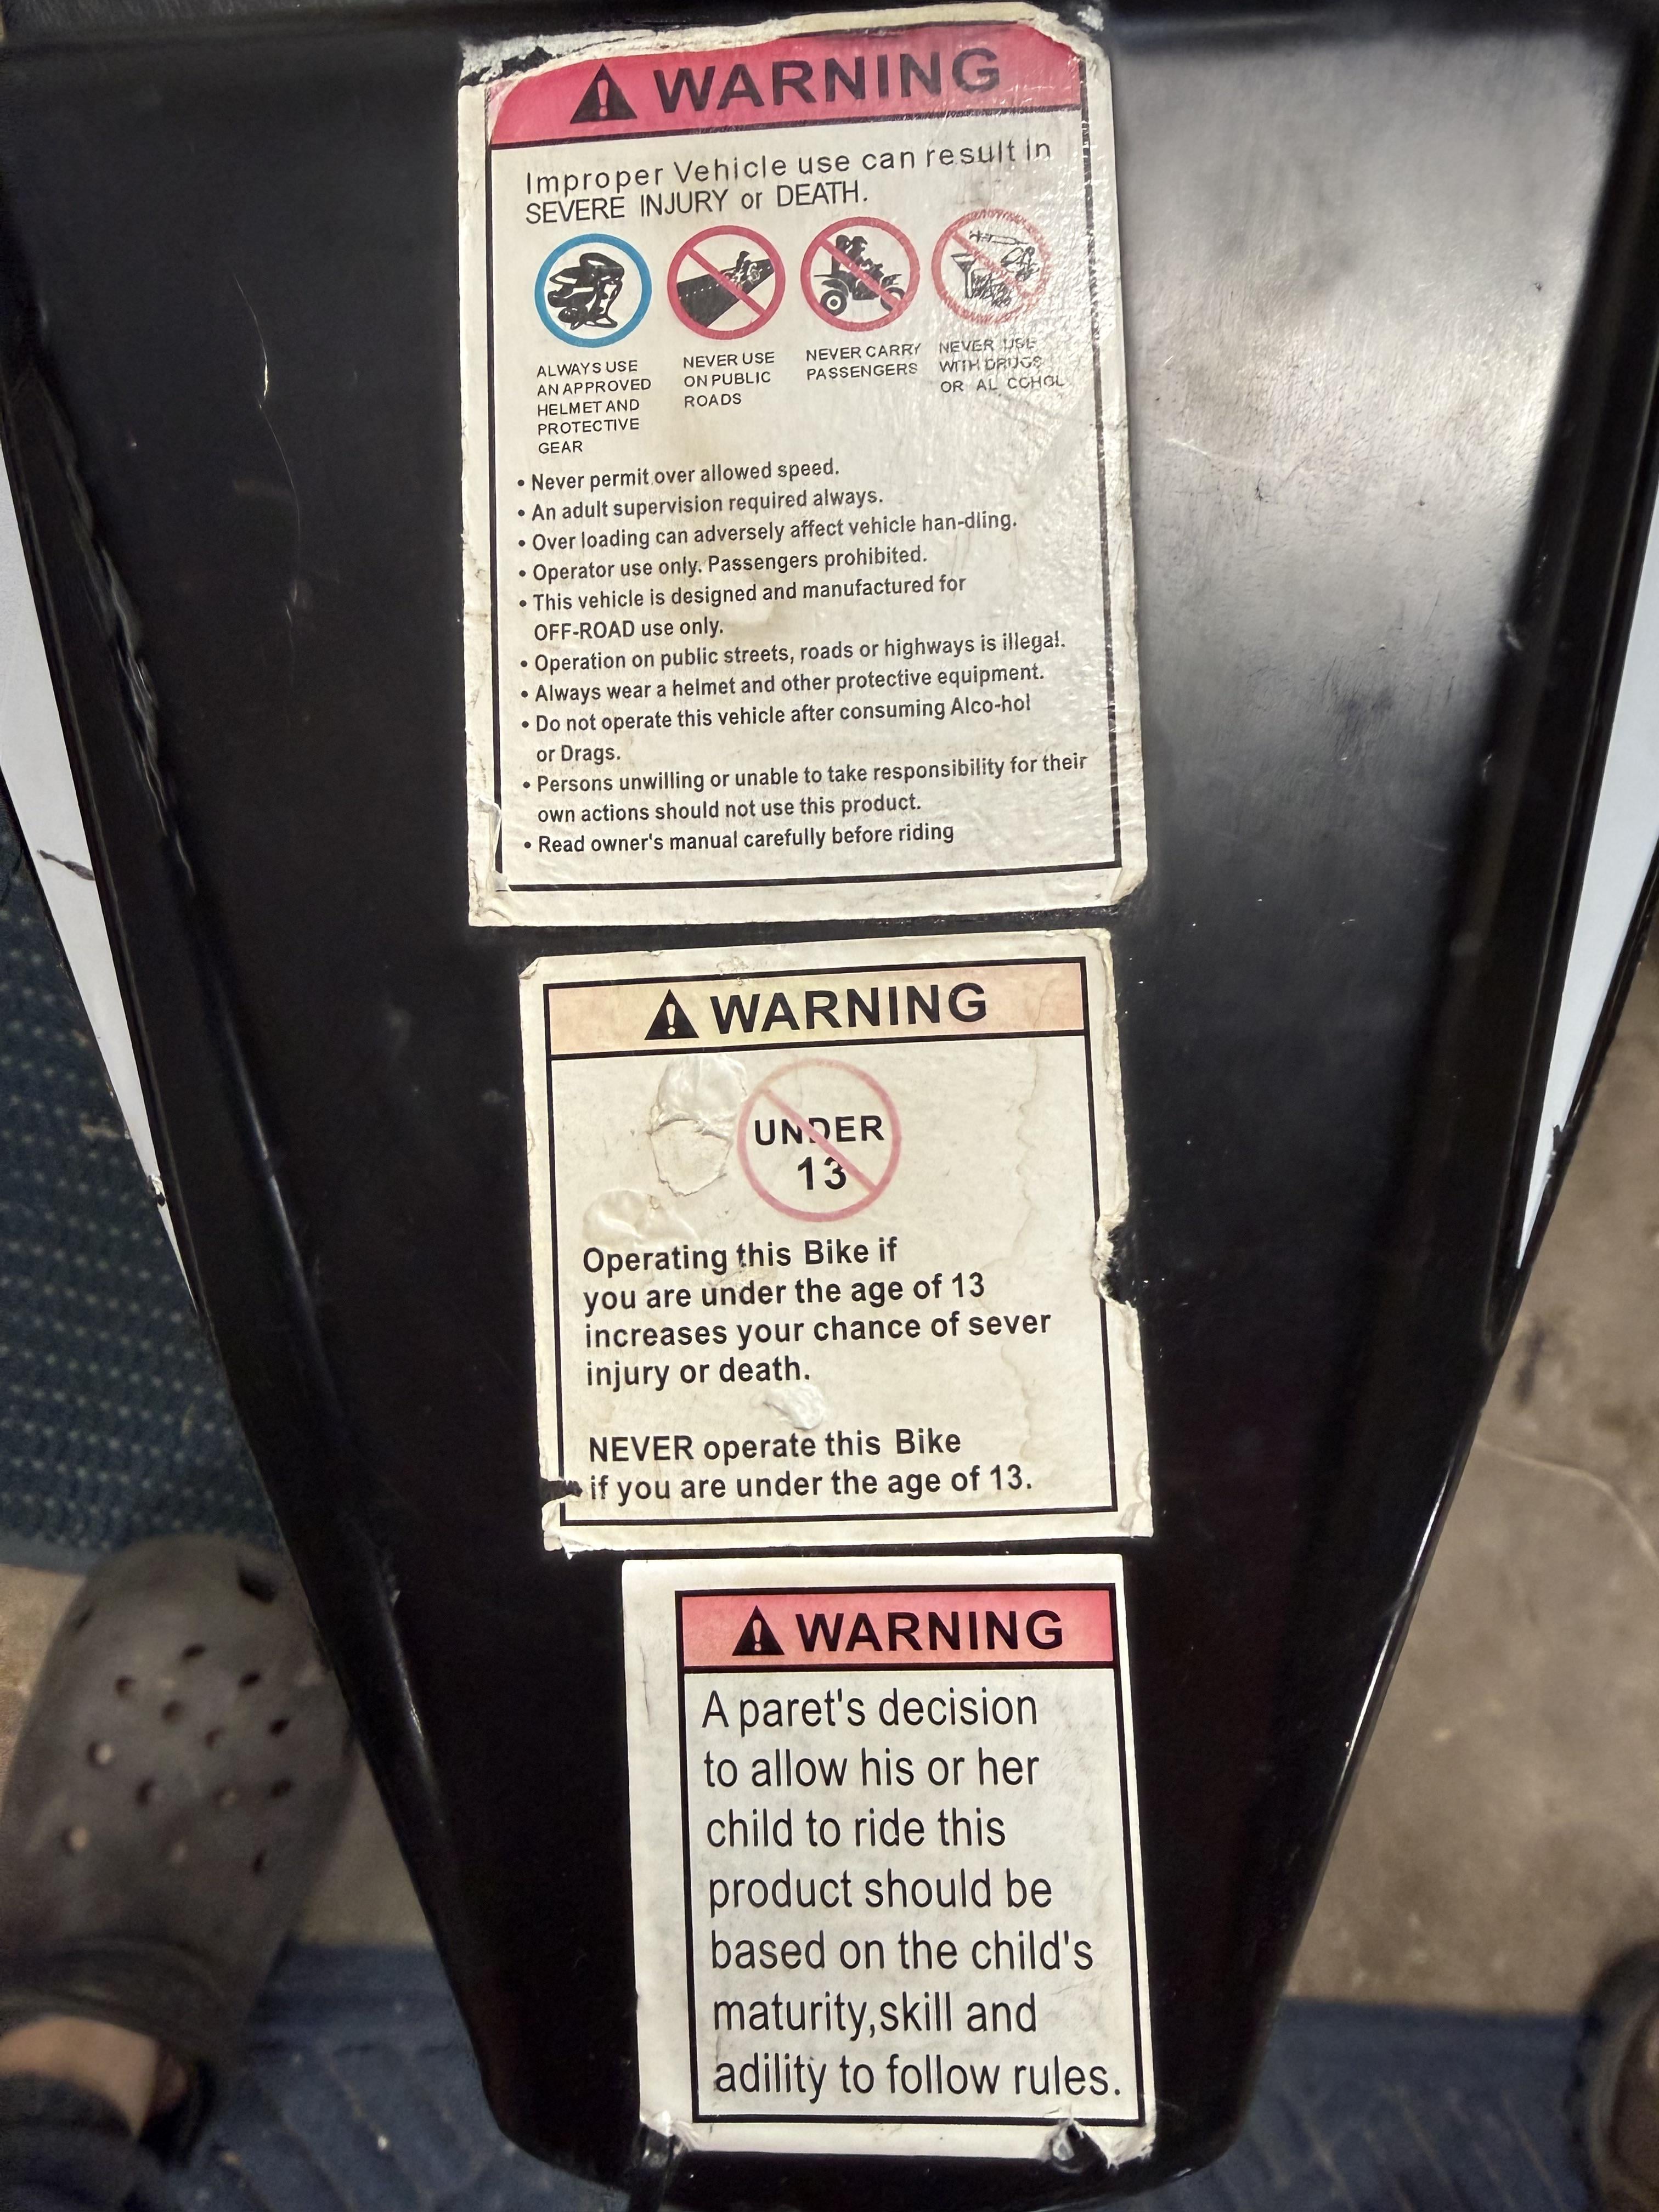 WARNING
Improper Vehicle use can result in
SEVERE INJURY or DEATH.
ALWAYS USE
AN APPROVED
HELMET AND
PROTECTIVE
GEAR
NEVER USE
ON PUBLIC
ROADS
NEVER CARRY
PASSENGERS
NEVER USE
WITH DRUGS
OR ALCOHOL
• Never permit over allowed speed.
• An adult supervision required always.
• Over loading can adversely affect vehicle han-dling.
• Operator use only. Passengers prohibited.
• This vehicle is designed and manufactured for
OFF-ROAD use only.
• Operation on public streets, roads or highways is illegal.
• Always wear a helmet and other protective equipment.
• Do not operate this vehicle after consuming Alco-hol
or Drags.
• Persons unwilling or unable to take responsibility for their
own actions should not use this product.
• Read owner's manual carefully before riding
WARNING
UNDER
13
Operating this Bike if
you are under the age of 13
increases your chance of sever
injury or death.
NEVER operate this Bike
if you are under the age of 13.
WARNING
A paret's decision
to allow his or her
child to ride this
product should be
based on the child's
maturity,skill and
adility to follow rules.